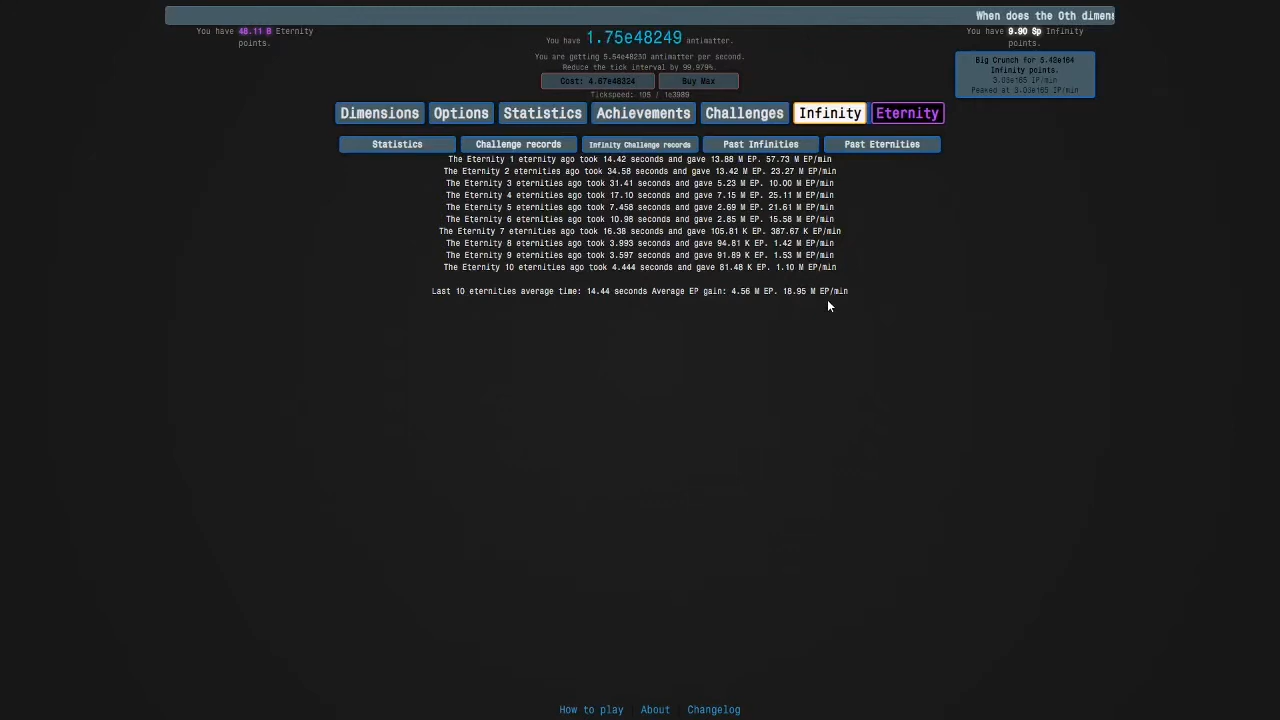 When does the 0th dimens
You have 48.11 B Eternity
points.
You have 1.75e48249 antimatter.
You have 9.90 Sp Infinity
points.
You are getting 5.64e48230 antimatter per second.
Reduce the tick interval by 99.979%.
Cost: 4.67e48324
Buy Max
Tickspeed: 105 / 1e3989
Big Crunch for 5.42e164
Infinity points.
3.03e165 IP/min
Peaked at 3.03e165 IP/min
Dimensions
Options
Statistics
Achievements
Challenges
Infinity
Eternity
Statistics
Challenge records
Infinity Challenge records
Past Infinities
Past Eternities
The Eternity 1 eternity ago took 14.42 seconds and gave 13.88 M EP. 57.73 M EP/min
The Eternity 2 eternities ago took 34.58 seconds and gave 13.42 M EP. 23.27 M EP/min
The Eternity 3 eternities ago took 31.41 seconds and gave 5.23 M EP. 10.00 M EP/min
The Eternity 4 eternities ago took 17.10 seconds and gave 7.15 M EP. 25.11 M EP/min
The Eternity 5 eternities ago took 7.458 seconds and gave 2.69 M EP. 21.61 M EP/min
The Eternity 6 eternities ago took 10.98 seconds and gave 2.85 M EP. 15.58 M EP/min
The Eternity 7 eternities ago took 16.38 seconds and gave 105.81 K EP. 387.67 K EP/min
The Eternity 8 eternities ago took 3.993 seconds and gave 94.81 K EP. 1.42 M EP/min
The Eternity 9 eternities ago took 3.597 seconds and gave 91.89 K EP. 1.53 M EP/min
The Eternity 10 eternities ago took 4.444 seconds and gave 81.48 K EP. 1.10 M EP/min
Last 10 eternities average time: 14.44 seconds Average EP gain: 4.56 M EP. 18.95 M EP/min
How to play | About | Changelog